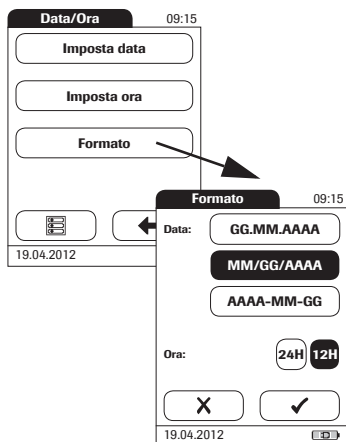 Data/Ora 09:15
Imposta data
Imposta ora
Formato
19.04.2012
Formato 09:15
Data: GG.MM.AAAA
MM/GG/AAAA
AAAA-MM-GG
Ora: 24H 12H
19.04.2012